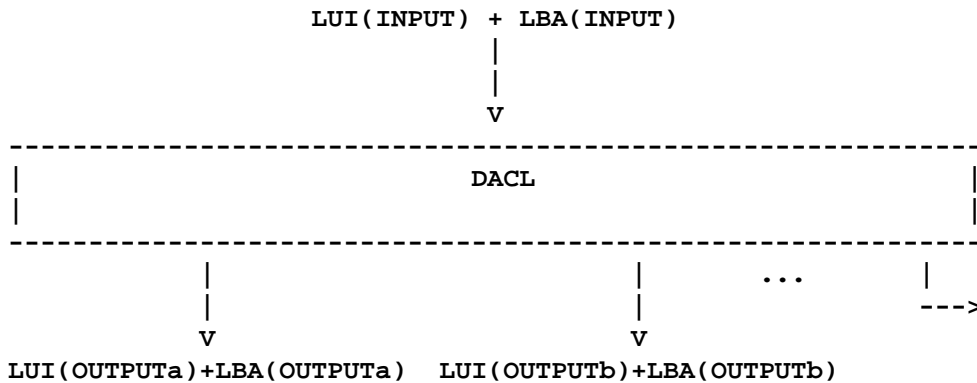 LUI(INPUT) + LBA(INPUT)
DACL
...
LUI(OUTPUTa)+LBA(OUTPUTa) LUI(OUTPUTb)+LBA(OUTPUTb)